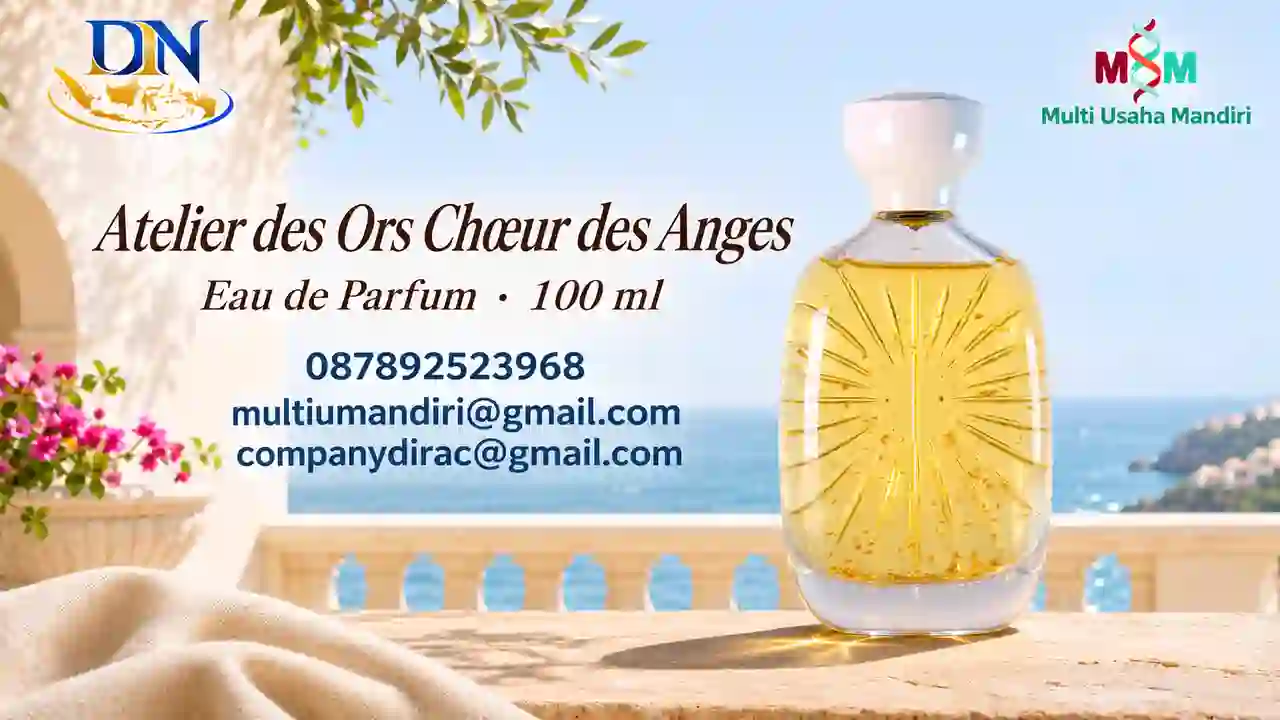 DN
MSM
Multi Usaha Mandiri
Atelier des Ors Chœur des Anges
Eau de Parfum · 100 ml
087892523968
multiumandiri@gmail.com
companydirac@gmail.com